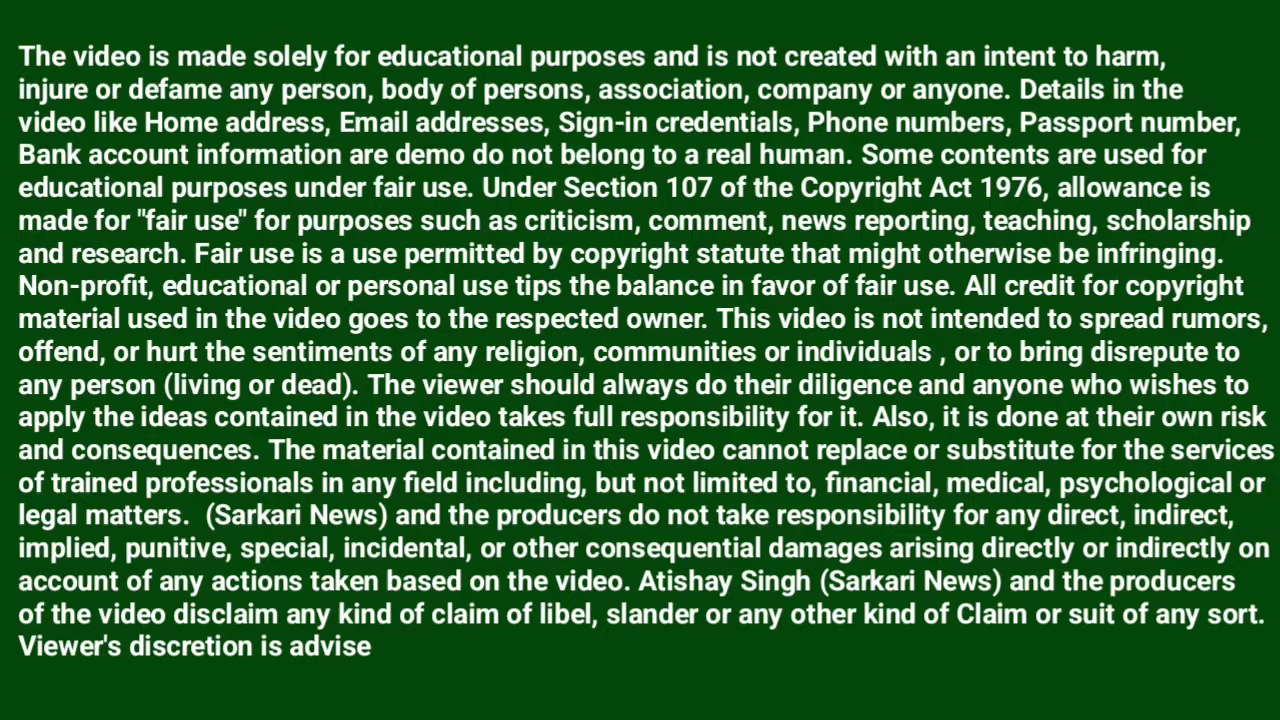 The video is made solely for educational purposes and is not created with an intent to harm,
injure or defame any person, body of persons, association, company or anyone. Details in the
video like Home address, Email addresses, Sign-in credentials, Phone numbers, Passport number,
Bank account information are demo do not belong to a real human. Some contents are used for
educational purposes under fair use. Under Section 107 of the Copyright Act 1976, allowance is
made for "fair use" for purposes such as criticism, comment, news reporting, teaching, scholarship
and research. Fair use is a use permitted by copyright statute that might otherwise be infringing.
Non-profit, educational or personal use tips the balance in favor of fair use. All credit for copyright
material used in the video goes to the respected owner. This video is not intended to spread rumors,
offend, or hurt the sentiments of any religion, communities or individuals , or to bring disrepute to
any person (living or dead). The viewer should always do their diligence and anyone who wishes to
apply the ideas contained in the video takes full responsibility for it. Also, it is done at their own risk
and consequences. The material contained in this video cannot replace or substitute for the services
of trained professionals in any field including, but not limited to, financial, medical, psychological or
legal matters.  (Sarkari News) and the producers do not take responsibility for any direct, indirect,
implied, punitive, special, incidental, or other consequential damages arising directly or indirectly on
account of any actions taken based on the video. Atishay Singh (Sarkari News) and the producers
of the video disclaim any kind of claim of libel, slander or any other kind of Claim or suit of any sort.
Viewer's discretion is advise